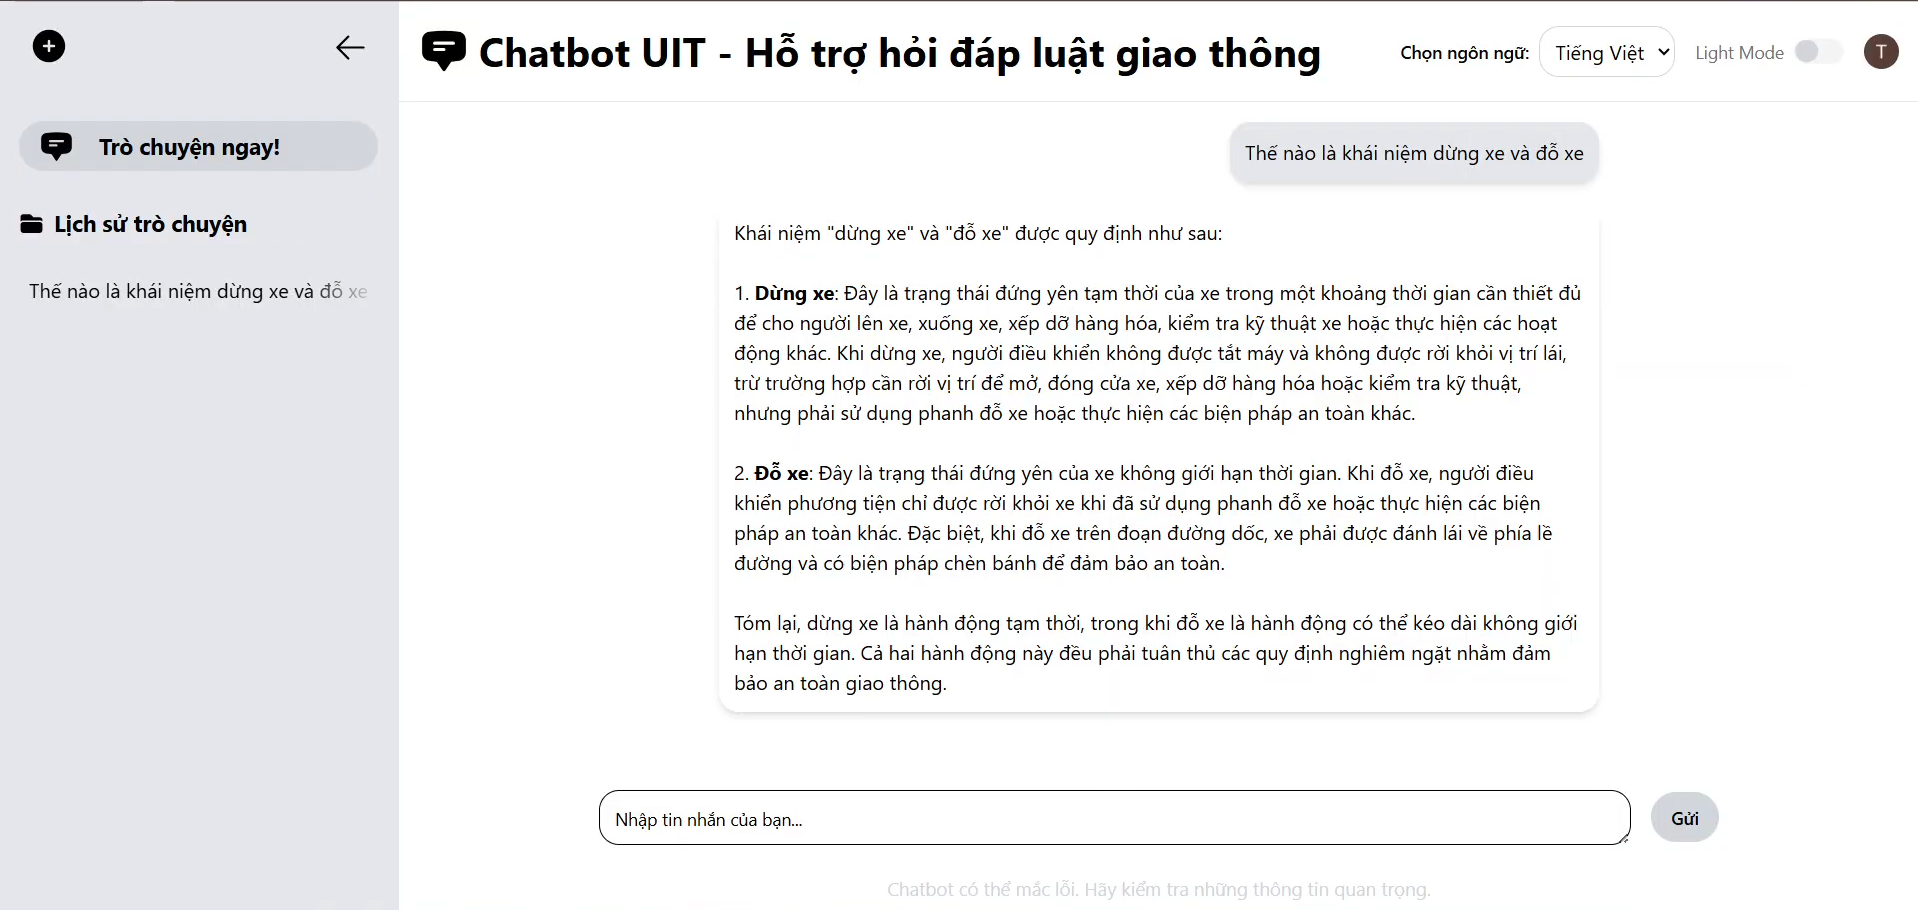 Chatbot UIT - Hỗ trợ hỏi đáp luật giao thông
Chọn ngôn ngữ:
Tiếng Việt
Light Mode
T
Trò chuyện ngay!
Lịch sử trò chuyện
Thế nào là khái niệm dừng xe và đỗ xe
Thế nào là khái niệm dừng xe và đỗ xe
Khái niệm "dừng xe" và "đỗ xe" được quy định như sau:
1. Dừng xe: Đây là trạng thái đứng yên tạm thời của xe trong một khoảng thời gian cần thiết đủ
để cho người lên xe, xuống xe, xếp dỡ hàng hóa, kiểm tra kỹ thuật xe hoặc thực hiện các hoạt
động khác. Khi dừng xe, người điều khiển không được tắt máy và không được rời khỏi vị trí lái,
trừ trường hợp cần rời vị trí để mở, đóng cửa xe, xếp dỡ hàng hóa hoặc kiểm tra kỹ thuật,
nhưng phải sử dụng phanh đỗ xe hoặc thực hiện các biện pháp an toàn khác.
2. Đỗ xe: Đây là trạng thái đứng yên của xe không giới hạn thời gian. Khi đỗ xe, người điều
khiển phương tiện chỉ được rời khỏi xe khi đã sử dụng phanh đỗ xe hoặc thực hiện các biện
pháp an toàn khác. Đặc biệt, khi đỗ xe trên đoạn đường dốc, xe phải được đánh lái về phía lề
đường và có biện pháp chèn bánh để đảm bảo an toàn.
Tóm lại, dừng xe là hành động tạm thời, trong khi đỗ xe là hành động có thể kéo dài không giới
hạn thời gian. Cả hai hành động này đều phải tuân thủ các quy định nghiêm ngặt nhằm đảm
bảo an toàn giao thông.
Nhập tin nhắn của bạn...
Gửi
Chatbot có thể mắc lỗi. Hãy kiểm tra những thông tin quan trọng.